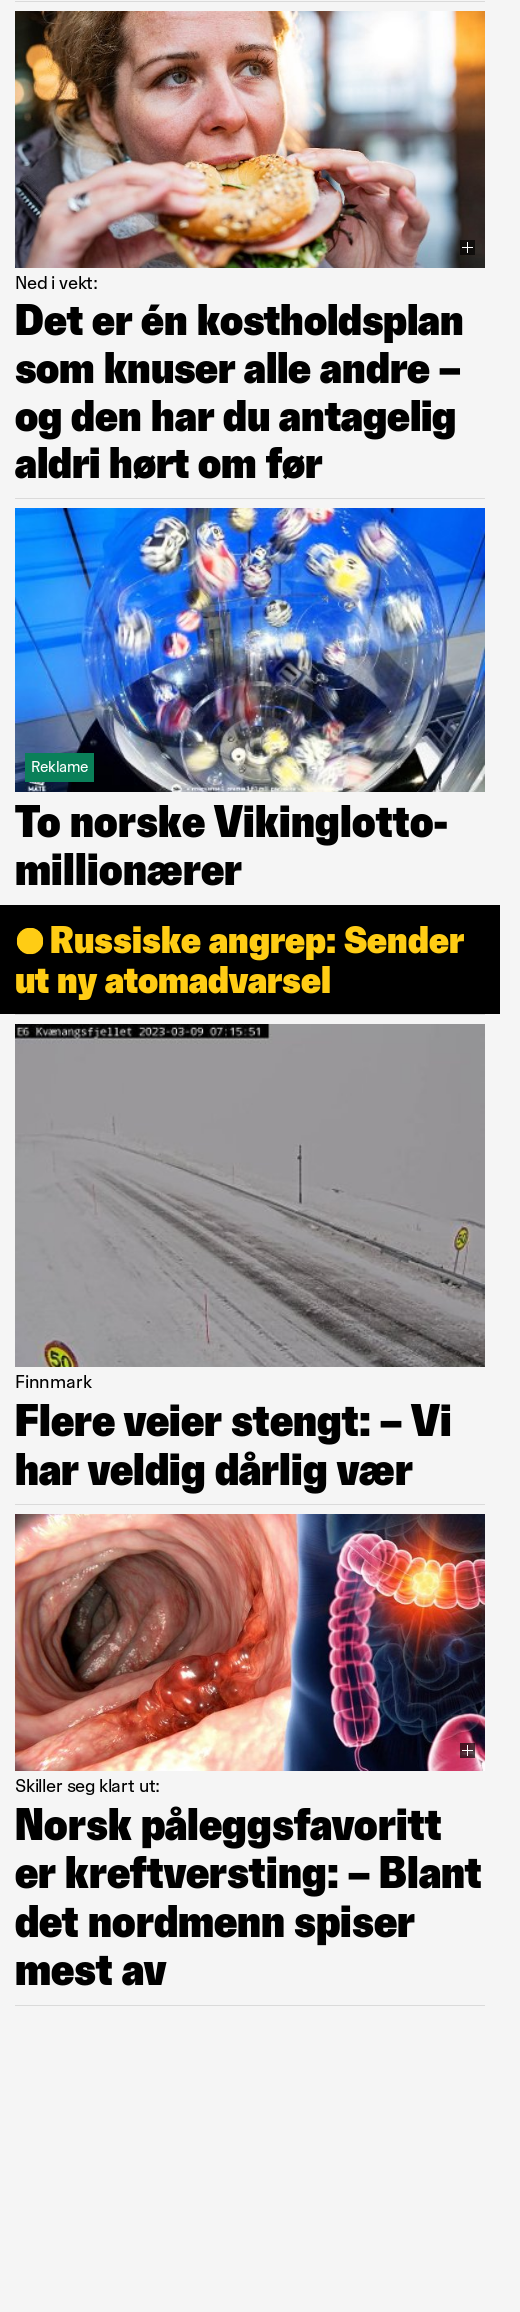 Ned i vekt:
Det er én kostholdsplan
som knuser alle andre –
og den har du antagelig
aldri hørt om før
Reklame
To norske Vikinglotto-
millionærer
Russiske angrep: Sender
ut ny atomadvarsel
E6 Kvænangsfjellet 2023-03-09 07:15:51
50
50
Finnmark
Flere veier stengt: – Vi
har veldig dårlig vær
Skiller seg klart ut:
Norsk påleggsfavoritt
er kreftversting: – Blant
det nordmenn spiser
mest av